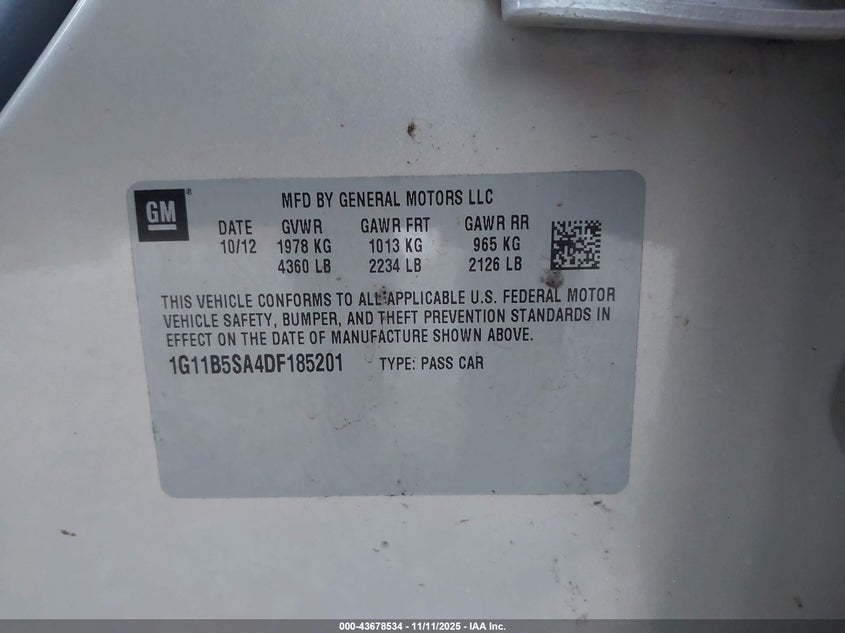 GM
MFD BY GENERAL MOTORS LLC
DATE GVWR GAWR FRT GAWR RR
10/12 1978 KG 1013 KG 965 KG
4360 LB 2234 LB 2126 LB
THIS VEHICLE CONFORMS TO ALL APPLICABLE U.S. FEDERAL MOTOR
VEHICLE SAFETY, BUMPER, AND THEFT PREVENTION STANDARDS IN
EFFECT ON THE DATE OF MANUFACTURE SHOWN ABOVE.
1G11B5SA4DF185201 TYPE: PASS CAR
000-43678534 - 11/11/2025 - IAA Inc.